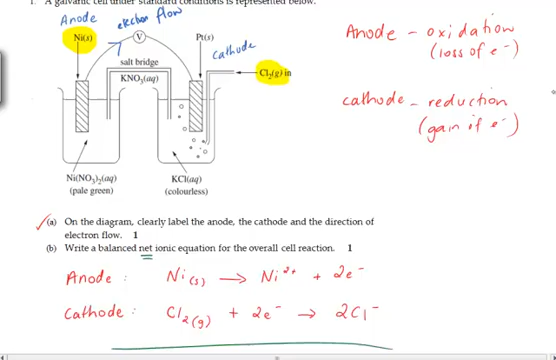 1. A galvanic cell under standard conditions is represented below.
Anode
electron flow
Ni(s)
V
Pt(s)
cathode
salt bridge
KNO₃(aq)
Cl₂(g) in
Ni(NO₃)₂(aq)
(pale green)
KCl(aq)
(colourless)
Anode - oxidation
(loss of e⁻)
cathode - reduction
(gain of e⁻)
(a) On the diagram, clearly label the anode, the cathode and the direction of
electron flow. 1
(b) Write a balanced net ionic equation for the overall cell reaction. 1
Anode : Ni(s) → Ni²⁺ + 2e⁻
Cathode : Cl₂(g) + 2e⁻ → 2Cl⁻